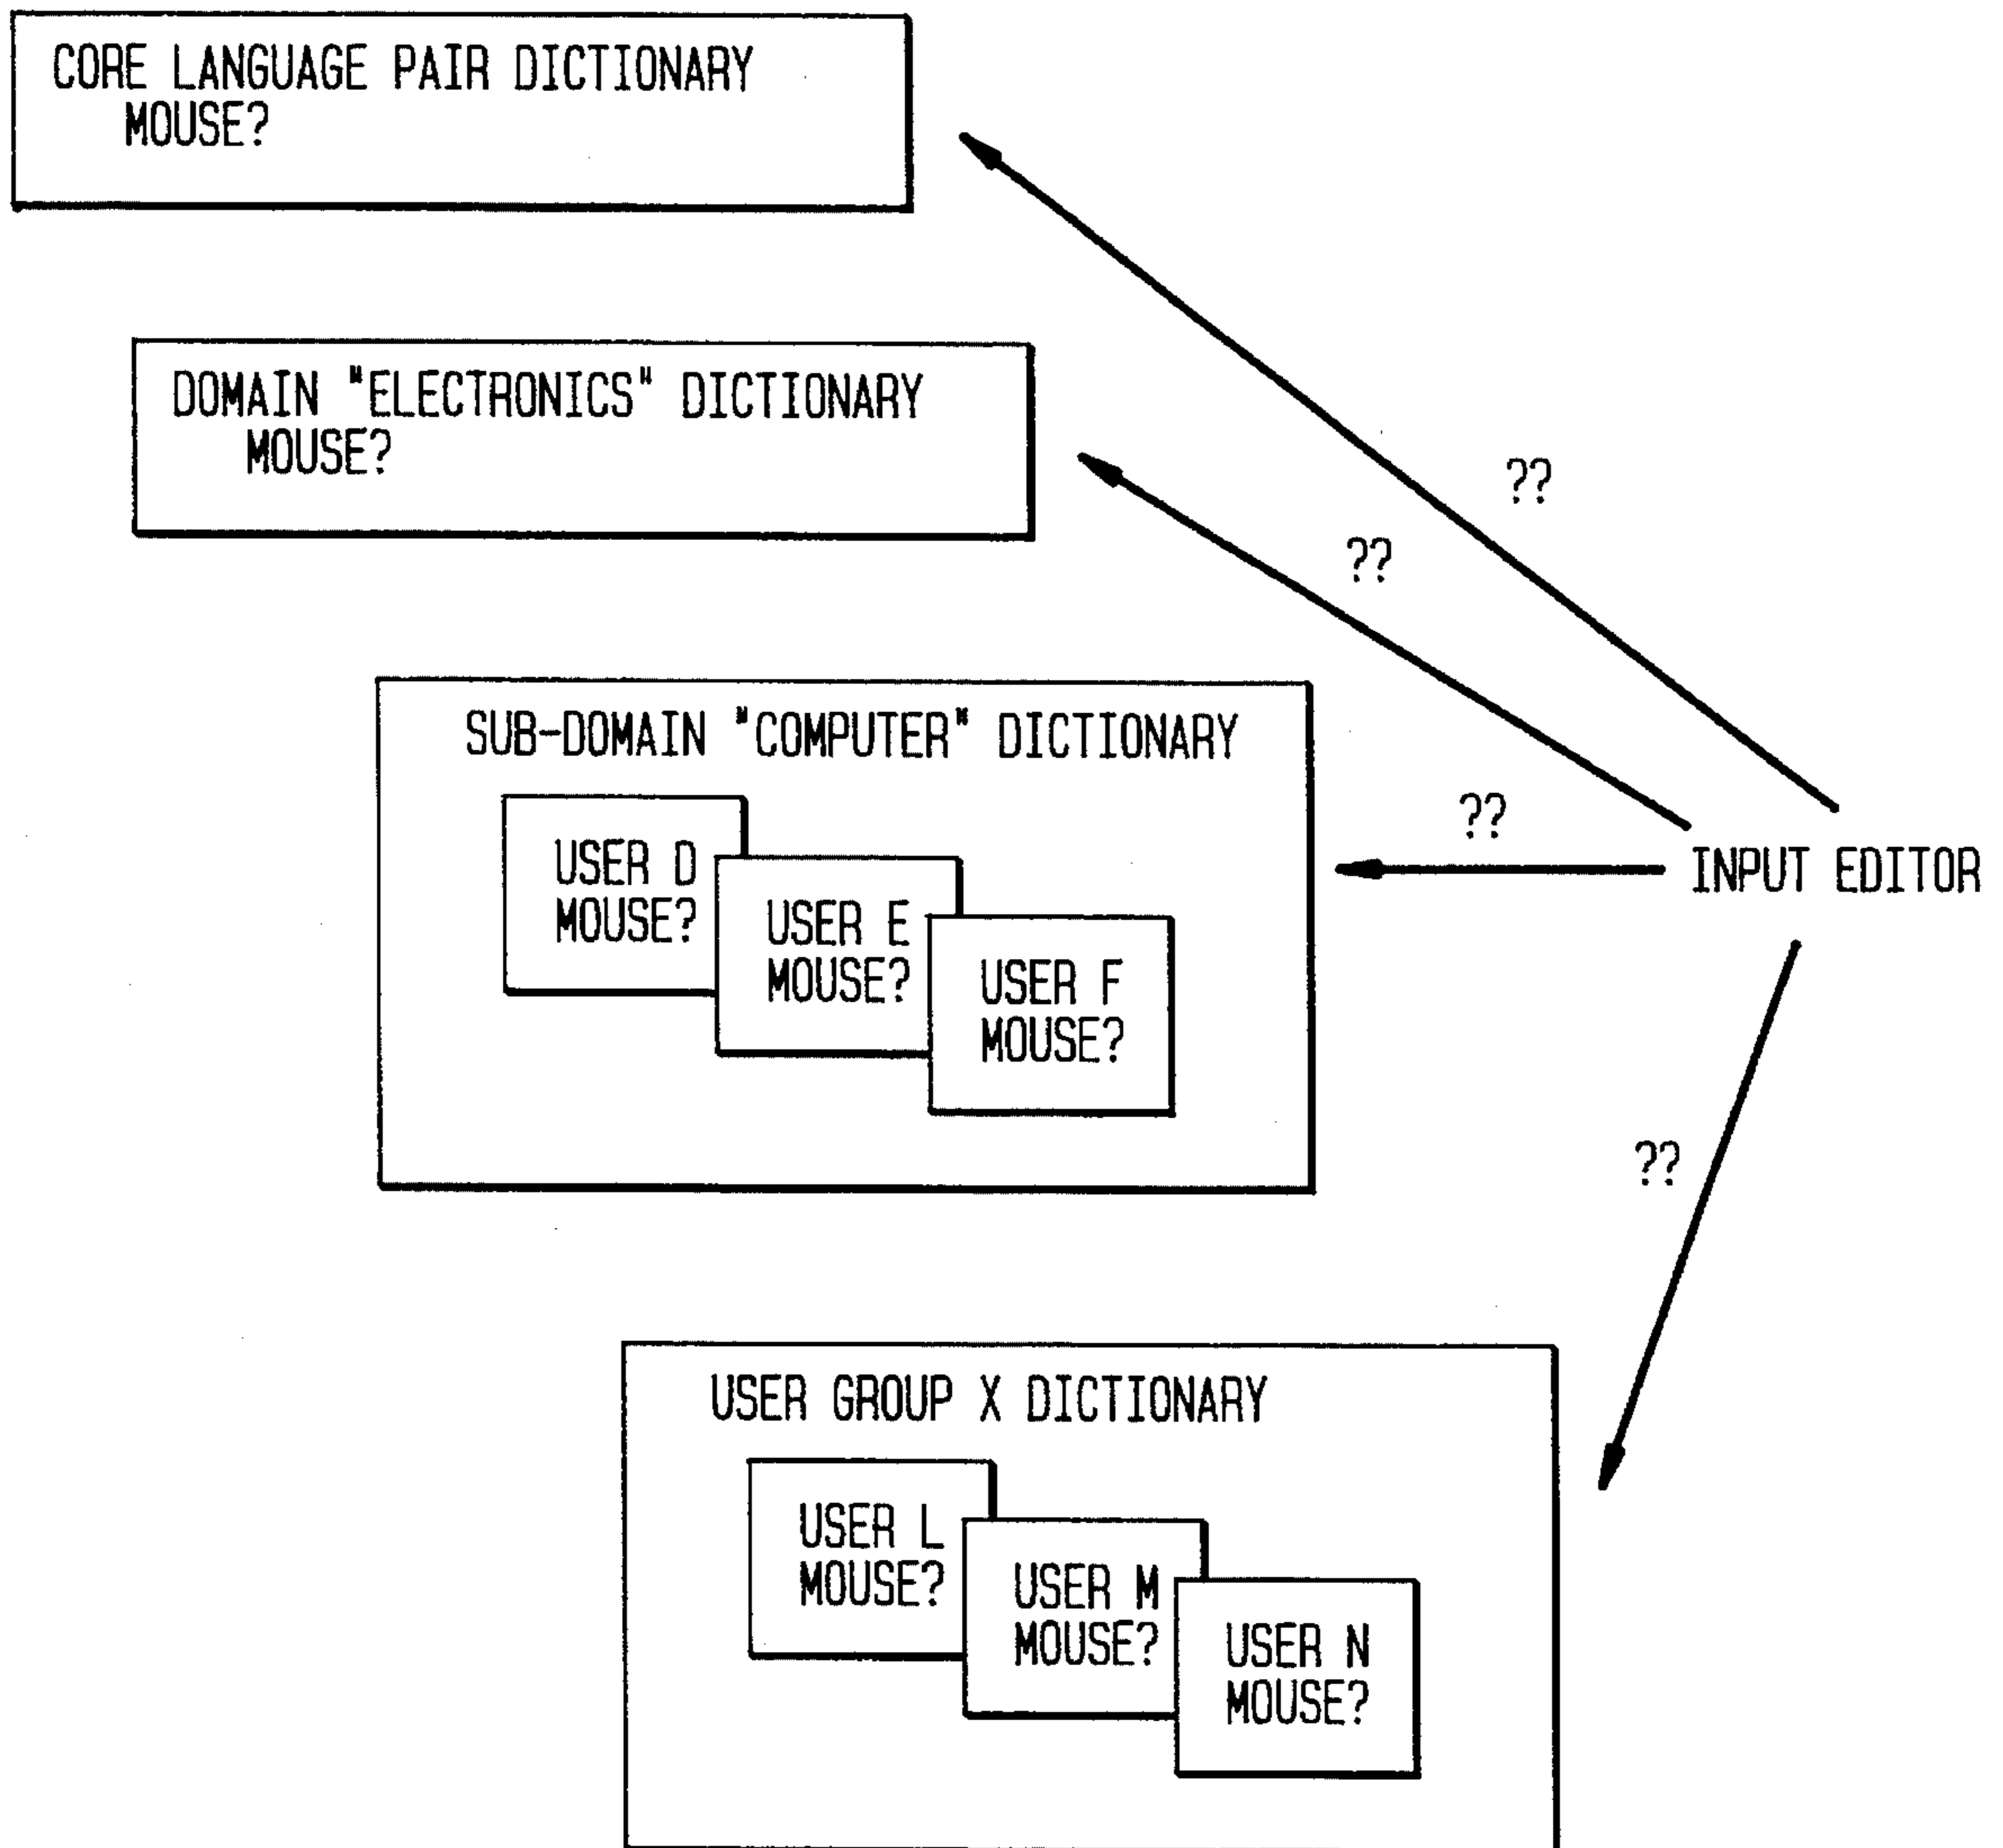 CORE LANGUAGE PAIR DICTIONARY
MOUSE?
DOMAIN "ELECTRONICS" DICTIONARY
MOUSE?
??
??
SUB-DOMAIN "COMPUTER" DICTIONARY
USER D
MOUSE?
USER E
MOUSE?
USER F
MOUSE?
??
INPUT EDITOR
??
USER GROUP X DICTIONARY
USER L
MOUSE?
USER M
MOUSE?
USER N
MOUSE?